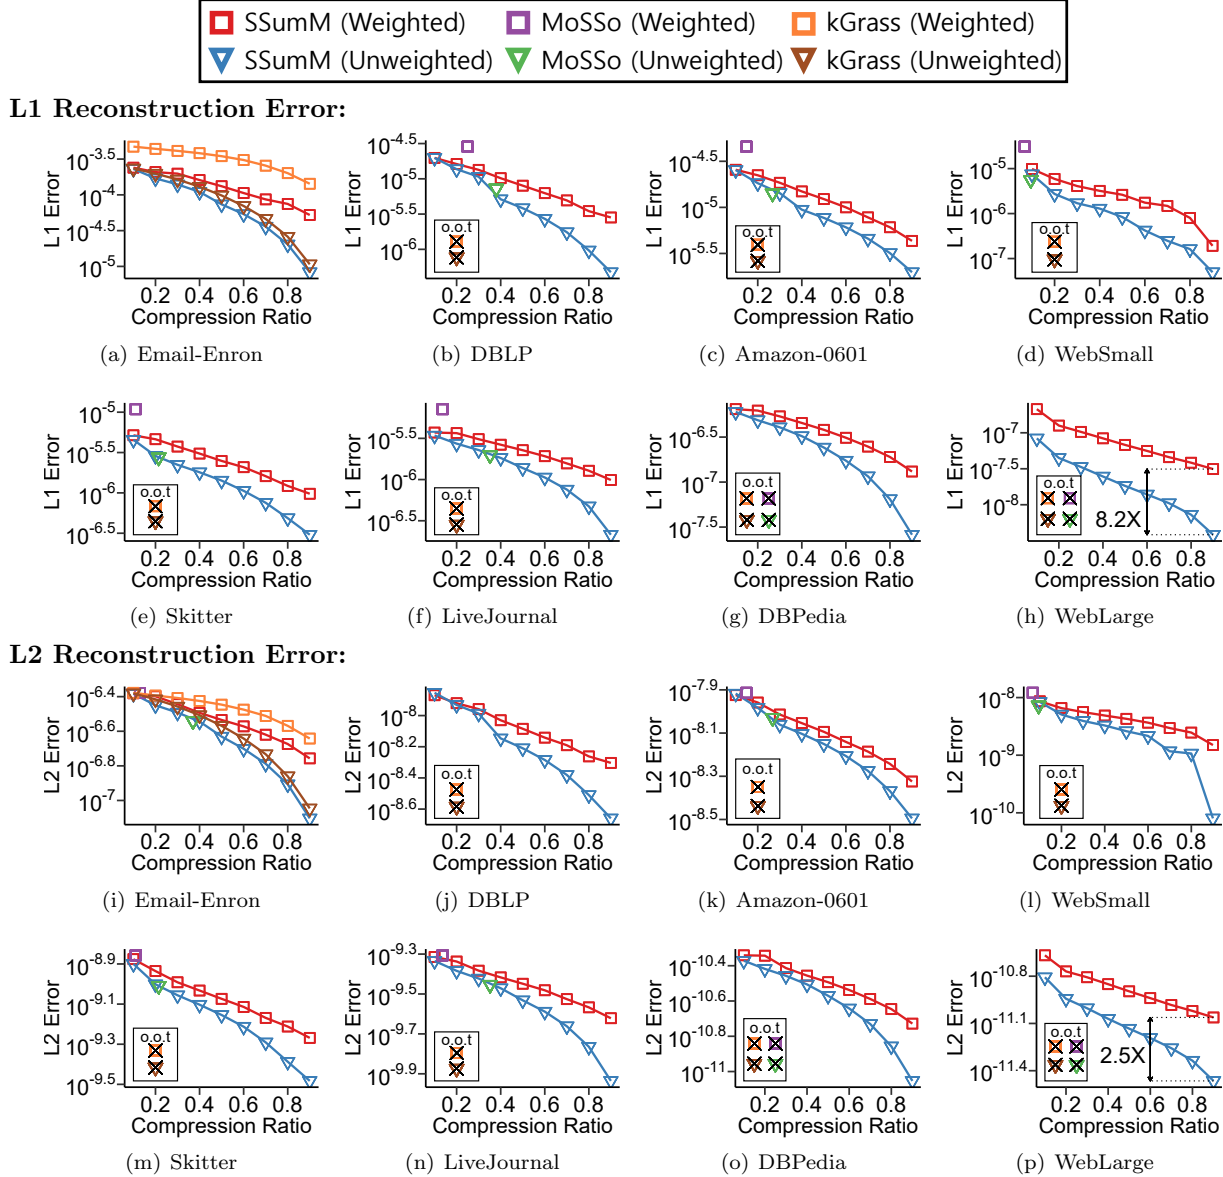 SSumM (Weighted) MoSSo (Weighted) kGrass (Weighted)
SSumM (Unweighted) MoSSo (Unweighted) kGrass (Unweighted)
L1 Reconstruction Error:
L1 Error 10^-3.5 10^-4 10^-4.5 10^-5
0.2 0.4 0.6 0.8
Compression Ratio
(a) Email-Enron
L1 Error 10^-4.5 10^-5 10^-5.5 10^-6
o.o.t
0.2 0.4 0.6 0.8
Compression Ratio
(b) DBLP
L1 Error 10^-4.5 10^-5 10^-5.5
o.o.t
0.2 0.4 0.6 0.8
Compression Ratio
(c) Amazon-0601
L1 Error 10^-5 10^-6 10^-7
o.o.t
0.2 0.4 0.6 0.8
Compression Ratio
(d) WebSmall
L1 Error 10^-5 10^-5.5 10^-6 10^-6.5
o.o.t
0.2 0.4 0.6 0.8
Compression Ratio
(e) Skitter
L1 Error 10^-5.5 10^-6 10^-6.5
o.o.t
0.2 0.4 0.6 0.8
Compression Ratio
(f) LiveJournal
L1 Error 10^-6.5 10^-7 10^-7.5
o.o.t
0.2 0.4 0.6 0.8
Compression Ratio
(g) DBPedia
L1 Error 10^-7 10^-7.5 10^-8
o.o.t
8.2X
0.2 0.4 0.6 0.8
Compression Ratio
(h) WebLarge
L2 Reconstruction Error:
L2 Error 10^-6.4 10^-6.6 10^-6.8 10^-7
0.2 0.4 0.6 0.8
Compression Ratio
(i) Email-Enron
L2 Error 10^-8 10^-8.2 10^-8.4 10^-8.6
o.o.t
0.2 0.4 0.6 0.8
Compression Ratio
(j) DBLP
L2 Error 10^-7.9 10^-8.1 10^-8.3 10^-8.5
o.o.t
0.2 0.4 0.6 0.8
Compression Ratio
(k) Amazon-0601
L2 Error 10^-8 10^-9 10^-10
o.o.t
0.2 0.4 0.6 0.8
Compression Ratio
(l) WebSmall
L2 Error 10^-8.9 10^-9.1 10^-9.3 10^-9.5
o.o.t
0.2 0.4 0.6 0.8
Compression Ratio
(m) Skitter
L2 Error 10^-9.3 10^-9.5 10^-9.7 10^-9.9
o.o.t
0.2 0.4 0.6 0.8
Compression Ratio
(n) LiveJournal
L2 Error 10^-10.4 10^-10.6 10^-10.8 10^-11
o.o.t
0.2 0.4 0.6 0.8
Compression Ratio
(o) DBPedia
L2 Error 10^-10.8 10^-11.1 10^-11.4
o.o.t
2.5X
0.2 0.4 0.6 0.8
Compression Ratio
(p) WebLarge